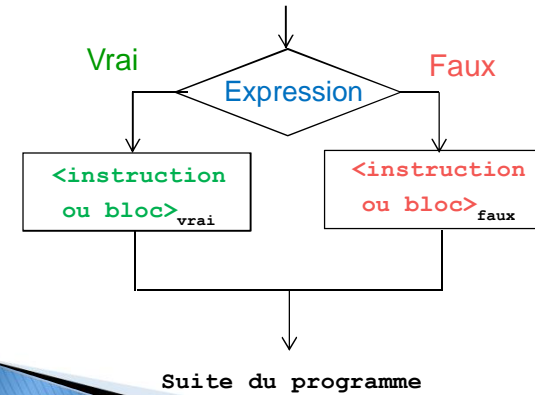 Vrai
Faux
Expression
<instruction
ou bloc>vrai
<instruction
ou bloc>faux
Suite du programme